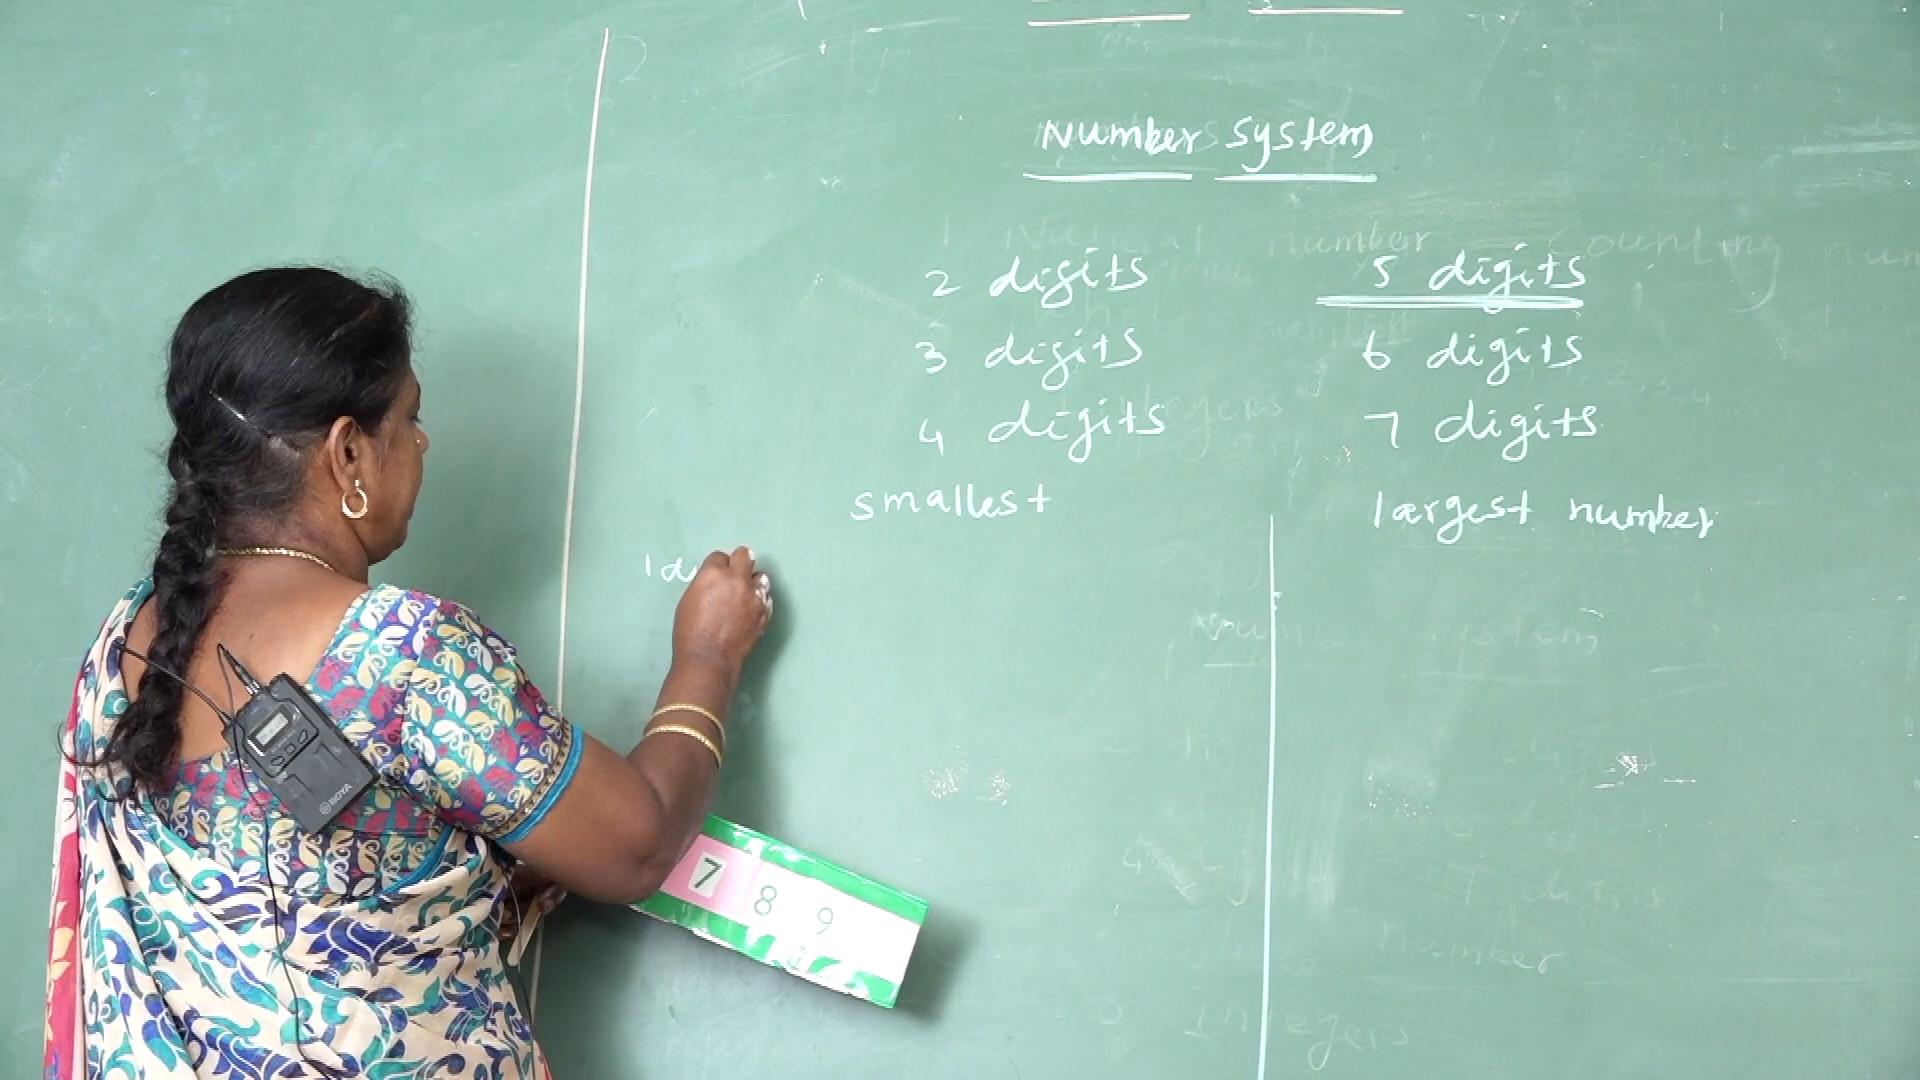 Number System
2 digits 5 digits
3 digits 6 digits
4 digits 7 digits
smallest largest number
7 8 9
BOYA